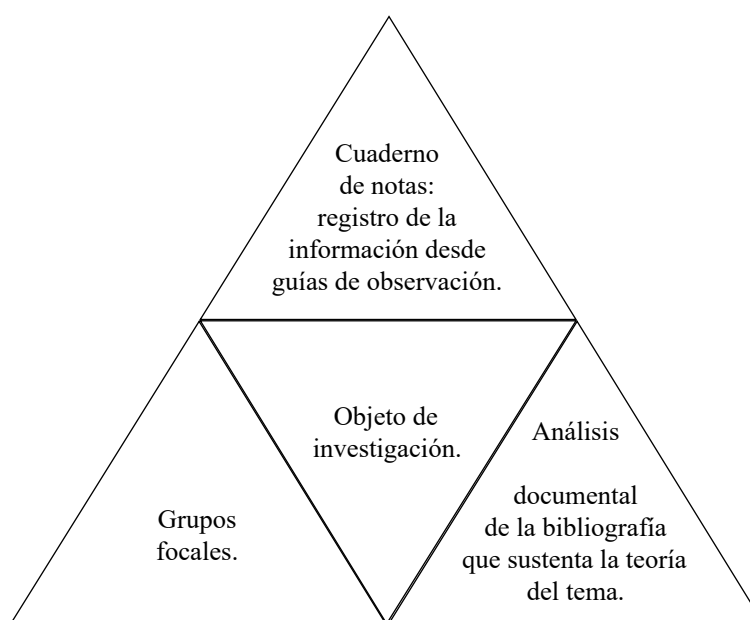 Cuaderno
de notas:
registro de la
información desde
guías de observación.
Objeto de
investigación.
Grupos
focales.
Análisis
documental
de la bibliografía
que sustenta la teoría
del tema.